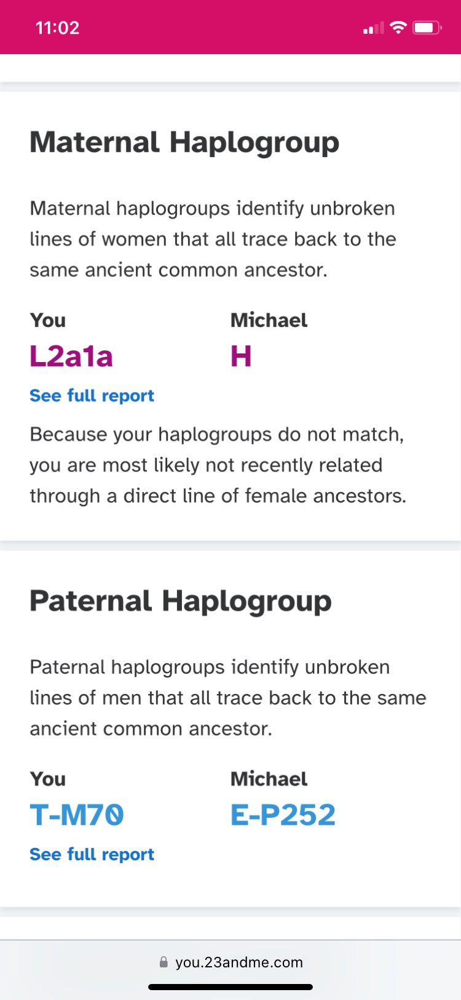 11:02
Maternal Haplogroup
Maternal haplogroups identify unbroken
lines of women that all trace back to the
same ancient common ancestor.
You Michael
L2a1a H
See full report
Because your haplogroups do not match,
you are most likely not recently related
through a direct line of female ancestors.
Paternal Haplogroup
Paternal haplogroups identify unbroken
lines of men that all trace back to the same
ancient common ancestor.
You Michael
T-M70 E-P252
See full report
you.23andme.com